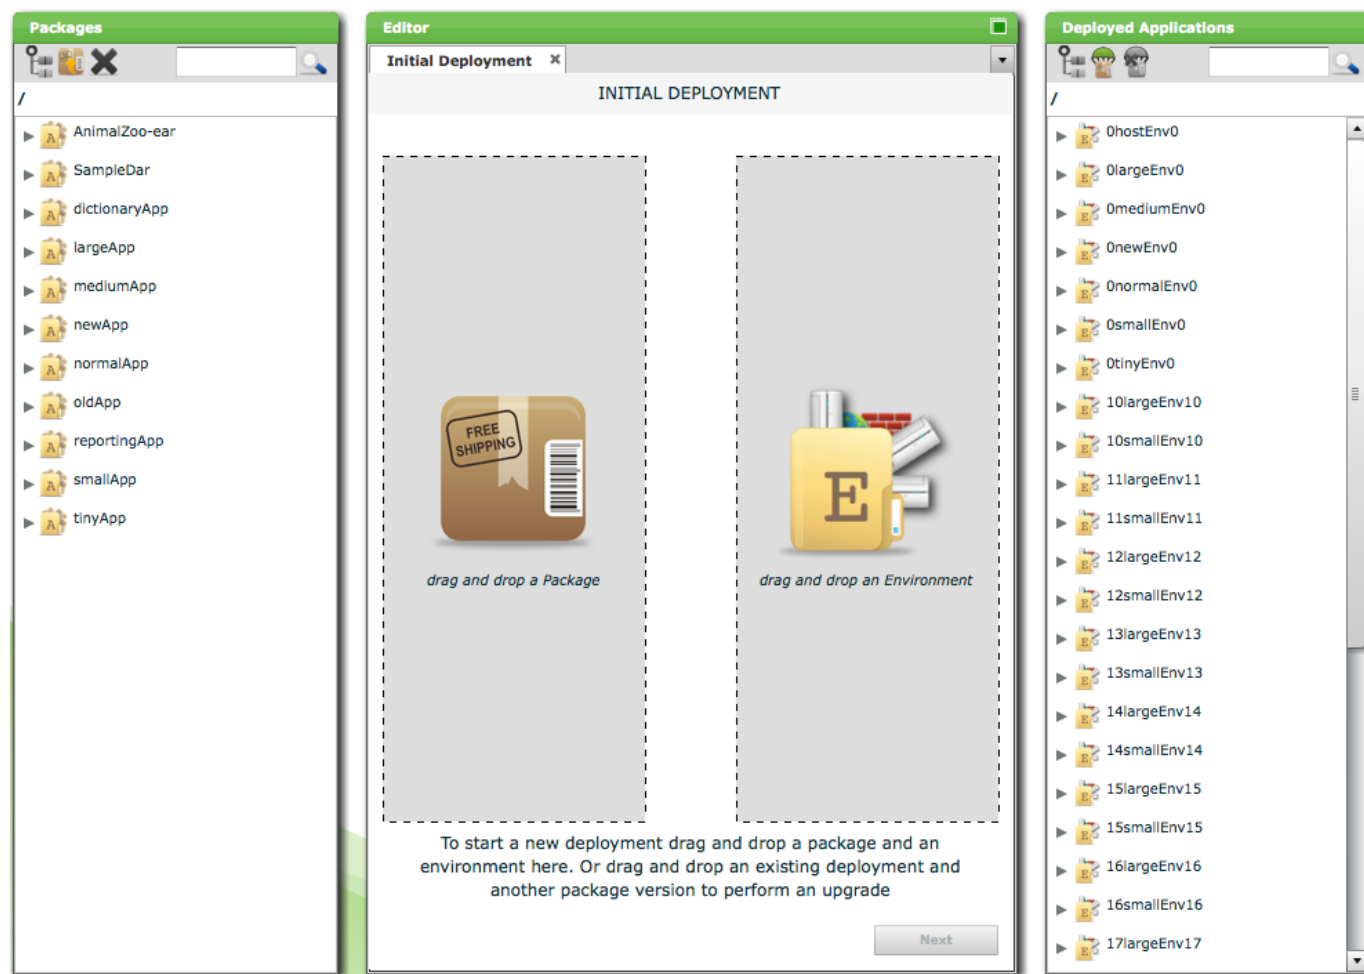 Packages
/
AnimalZoo-ear
SampleDar
dictionaryApp
largeApp
mediumApp
newApp
normalApp
oldApp
reportingApp
smallApp
tinyApp
Editor
Initial Deployment
INITIAL DEPLOYMENT
FREE
SHIPPING
drag and drop a Package
E
drag and drop an Environment
To start a new deployment drag and drop a package and an
environment here. Or drag and drop an existing deployment and
another package version to perform an upgrade
Next
Deployed Applications
/
0hostEnv0
0largeEnv0
0mediumEnv0
0newEnv0
0normalEnv0
0smallEnv0
0tinyEnv0
10largeEnv10
10smallEnv10
11largeEnv11
11smallEnv11
12largeEnv12
12smallEnv12
13largeEnv13
13smallEnv13
14largeEnv14
14smallEnv14
15largeEnv15
15smallEnv15
16largeEnv16
16smallEnv16
17largeEnv17